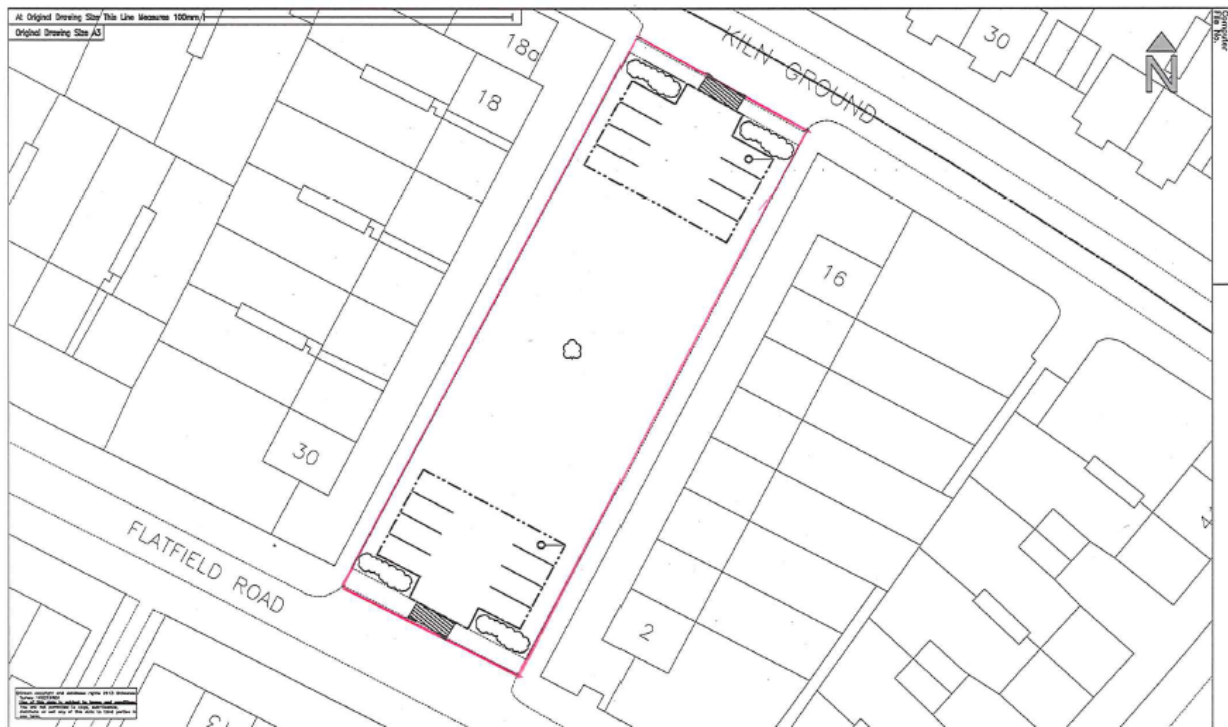 At Original Drawing Size This Line Measures 100mm
Original Drawing Size A3
Computer
File No.
18a
18
30
KILN GROUND
N
16
30
FLATFIELD ROAD
2